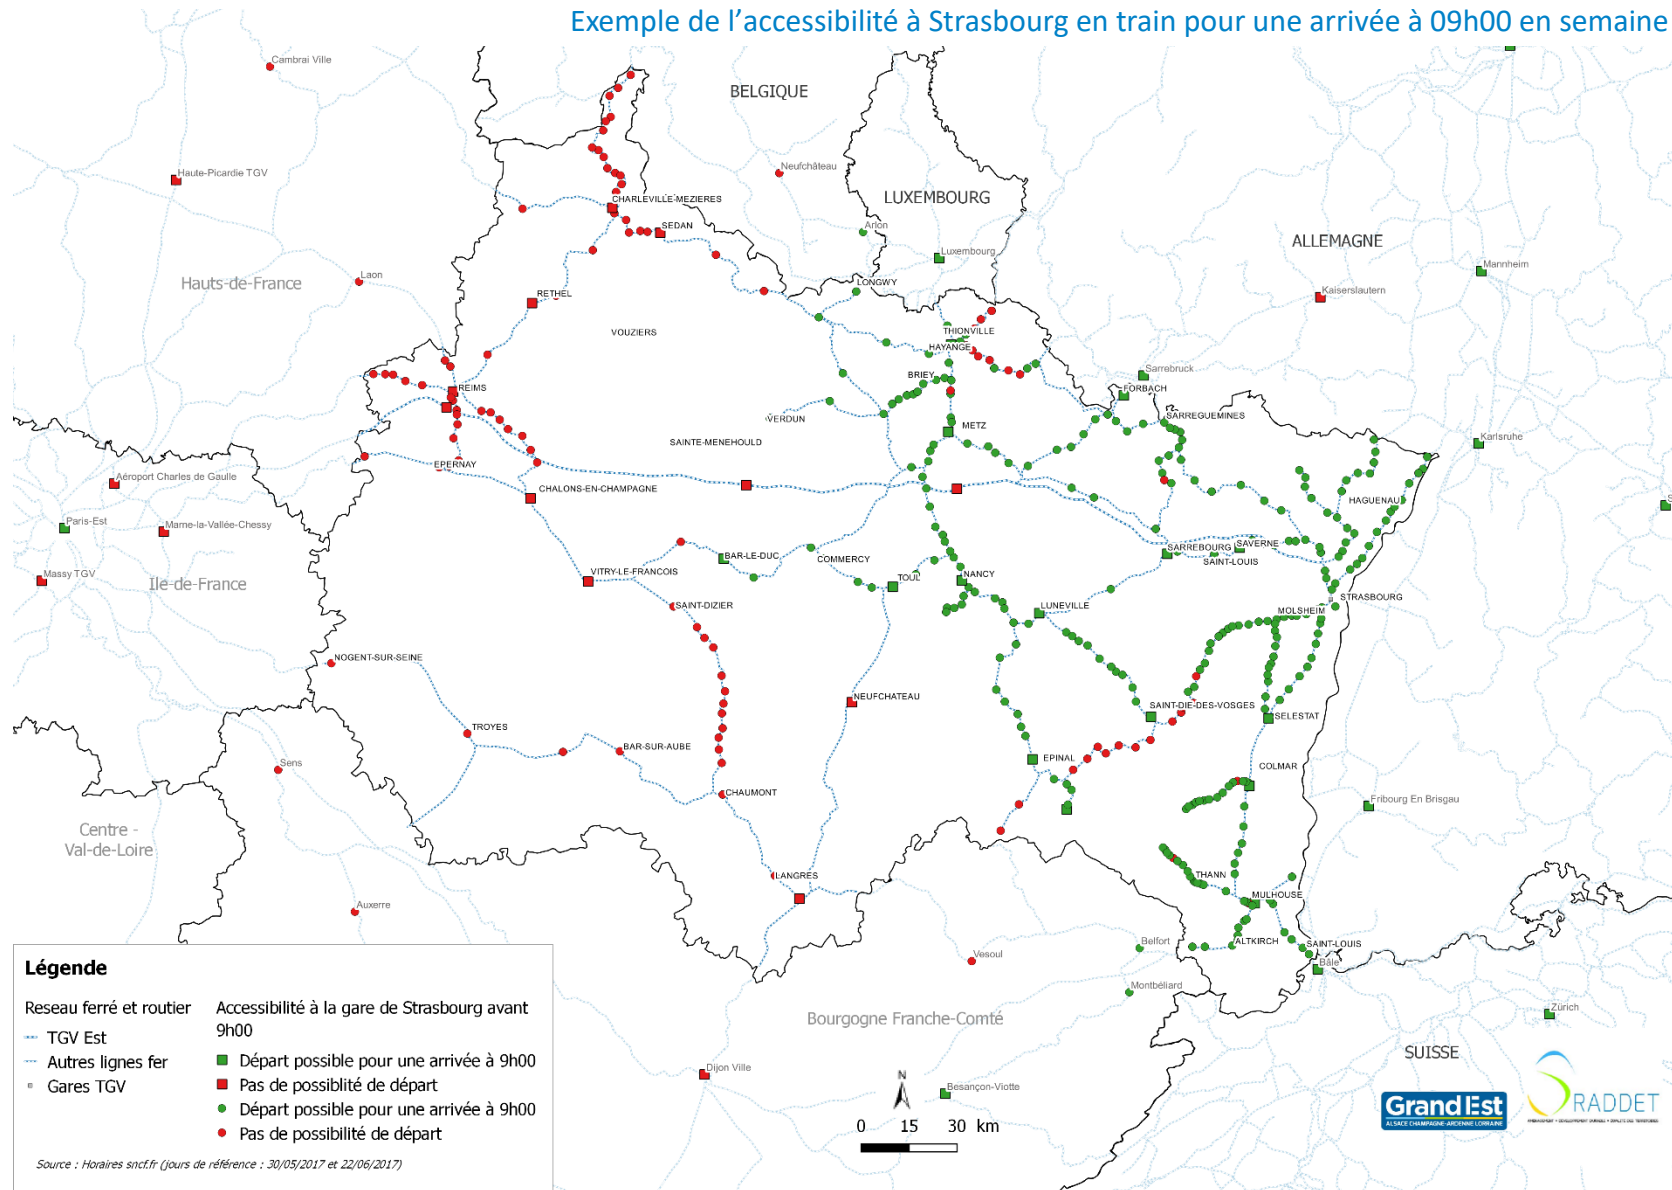 Exemple de l’accessibilité à Strasbourg en train pour une arrivée à 09h00 en semaine
Cambrai Ville
BELGIQUE
Haute-Picardie TGV
Neufchâteau
CHARLEVILLE-MEZIERES
LUXEMBOURG
SEDAN
Arlon
ALLEMAGNE
Luxembourg
Mannheim
Laon
Hauts-de-France
LONGWY
Kaiserslautern
RETHEL
VOUZIERS
THIONVILLE
HAYANGE
BRIEY
Sarrebruck
REIMS
FORBACH
VERDUN
SARREGUEMINES
METZ
SAINTE-MENEHOULD
Karlsruhe
EPERNAY
Aéroport Charles de Gaulle
CHALONS-EN-CHAMPAGNE
HAGUENAU
Paris-Est
Marne-la-Vallée-Chessy
SARREBOURG
SAVERNE
BAR-LE-DUC
COMMERCY
SAINT-LOUIS
VITRY-LE-FRANCOIS
NANCY
TOUL
Massy TGV
Ile-de-France
STRASBOURG
SAINT-DIZIER
LUNEVILLE
MOLSHEIM
NOGENT-SUR-SEINE
NEUFCHATEAU
SAINT-DIE-DES-VOSGES
SELESTAT
TROYES
BAR-SUR-AUBE
EPINAL
COLMAR
Sens
CHAUMONT
Fribourg En Brisgau
Centre -
Val-de-Loire
LANGRES
THANN
MULHOUSE
Auxerre
Belfort
ALTKIRCH
SAINT-LOUIS
Vesoul
Bâle
Montbéliard
Zürich
Bourgogne Franche-Comté
SUISSE
Dijon Ville
Besançon-Viotte
Légende
Reseau ferré et routier
TGV Est
Autres lignes fer
Gares TGV
Accessibilité à la gare de Strasbourg avant
9h00
Départ possible pour une arrivée à 9h00
Pas de possiblité de départ
Départ possible pour une arrivée à 9h00
Pas de possibilité de départ
Source : Horaires sncf.fr (jours de référence : 30/05/2017 et 22/06/2017)
N
0 15 30 km
Grand Est
ALSACE CHAMPAGNE-ARDENNE LORRAINE
RADDET